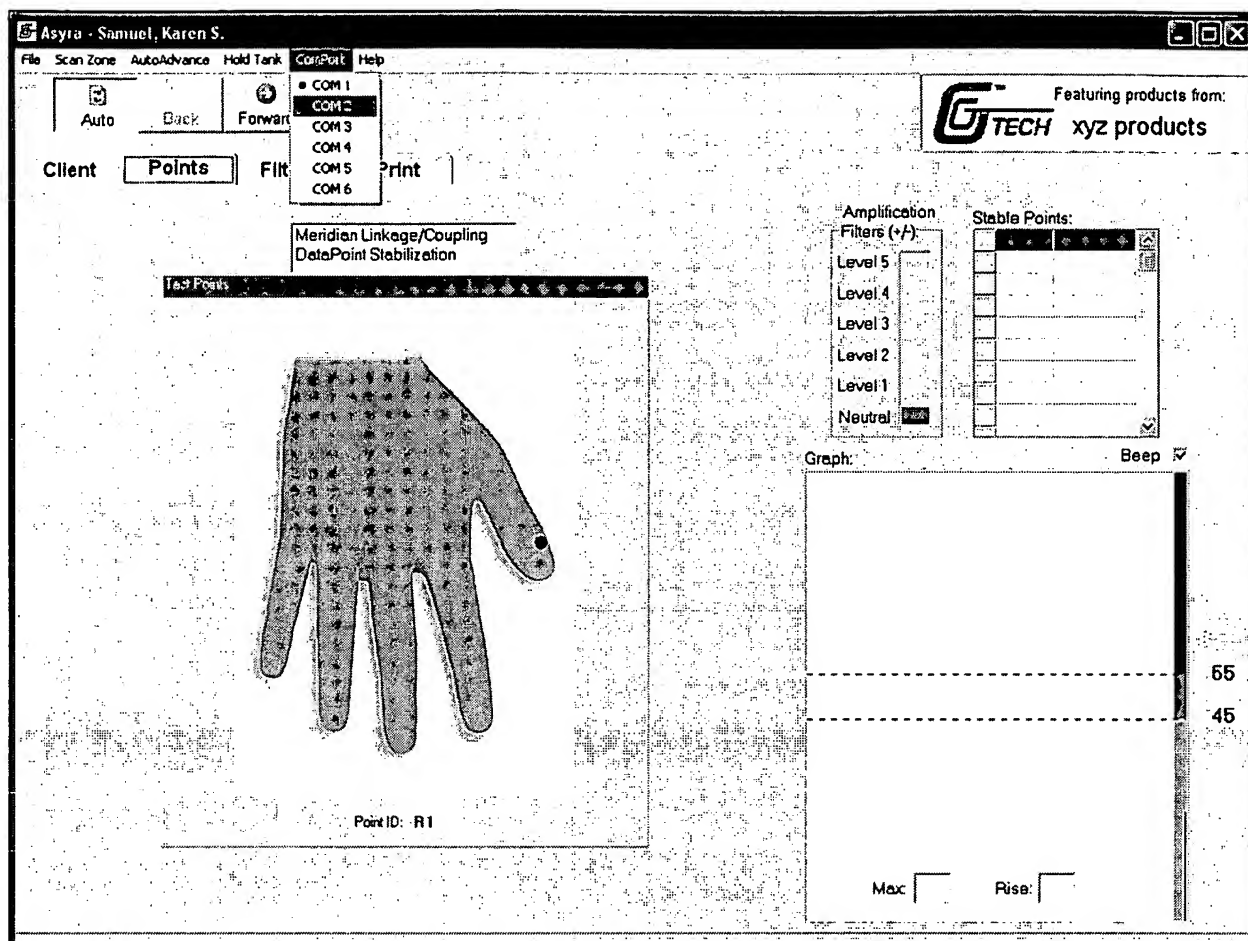 Asyra - Samuel, Karen S.
File Scan Zone AutoAdvance Hold Tank ComPort Help
COM 1
COM 2
COM 3
COM 4
COM 5
COM 6
Auto Back Forward
G TECH
Featuring products from:
xyz products
Client Points Filt Print
Meridian Linkage/Coupling
DataPoint Stabilization
Test Points
Point ID: R1
Amplification
Filters (+/-)
Level 5
Level 4
Level 3
Level 2
Level 1
Neutral
Stable Points:
Graph: Beep
55
45
Max: Rise: